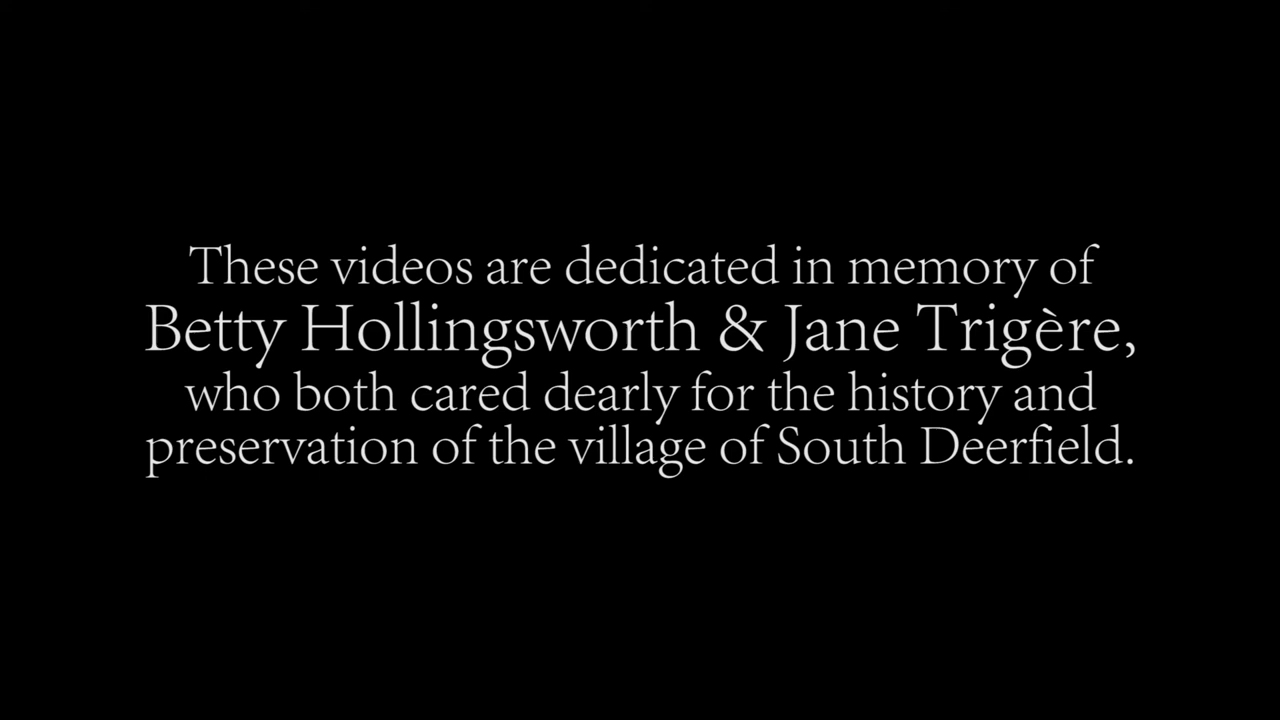 These videos are dedicated in memory of
Betty Hollingsworth & Jane Trigère,
who both cared dearly for the history and
preservation of the village of South Deerfield.